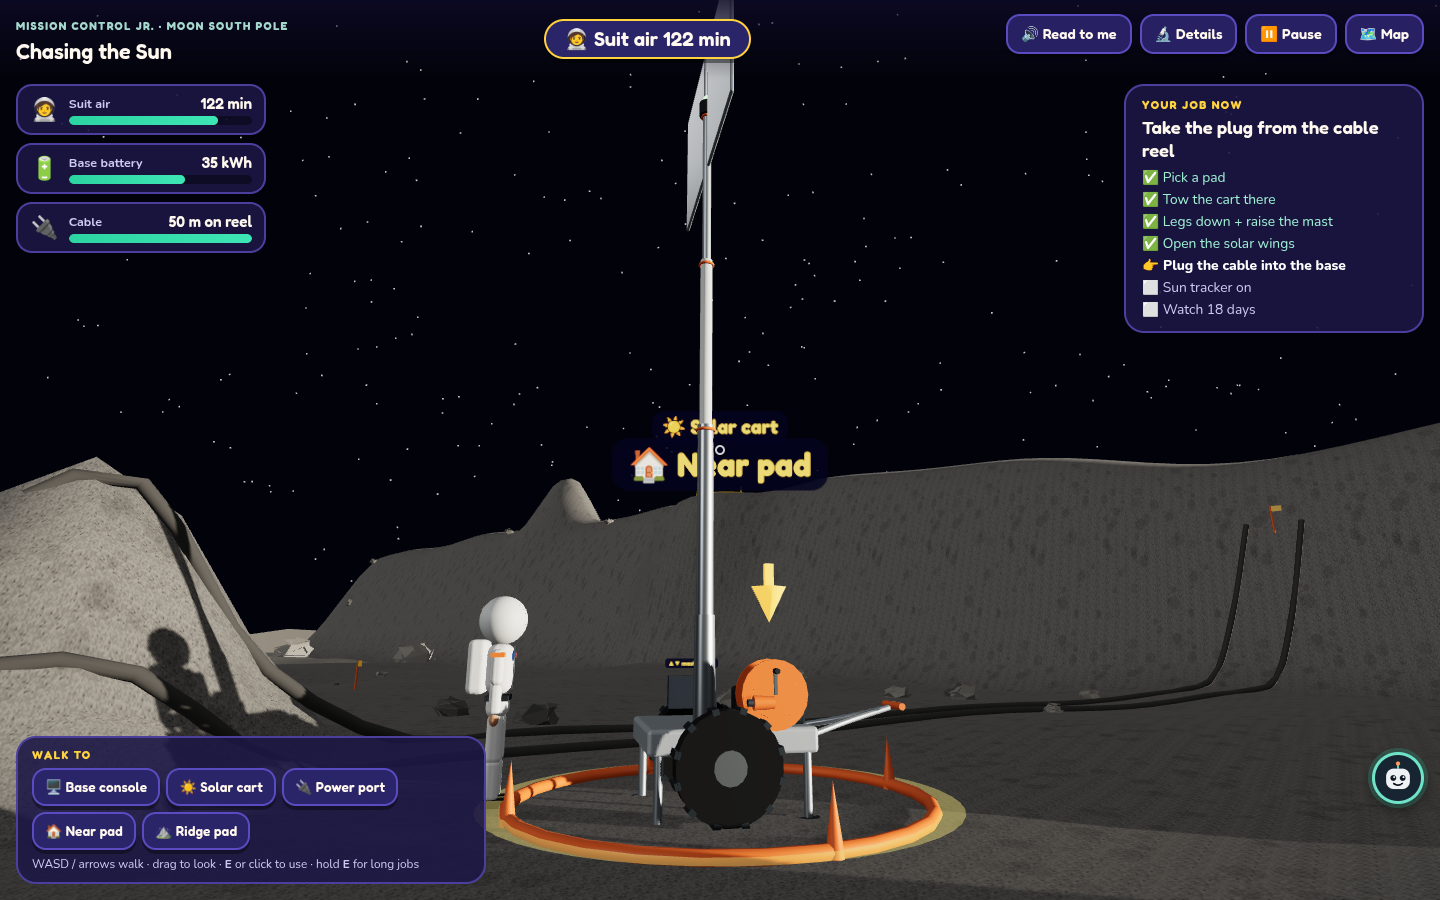 MISSION CONTROL JR. · MOON SOUTH POLE
Chasing the Sun
Suit air 122 min
Read to me
Details
Pause
Map
Suit air 122 min
Base battery 35 kWh
Cable 50 m on reel
YOUR JOB NOW
Take the plug from the cable
reel
Pick a pad
Tow the cart there
Legs down + raise the mast
Open the solar wings
Plug the cable into the base
Sun tracker on
Watch 18 days
Solar cart
Near pad
WALK TO
Base console
Solar cart
Power port
Near pad
Ridge pad
WASD / arrows walk · drag to look · E or click to use · hold E for long jobs